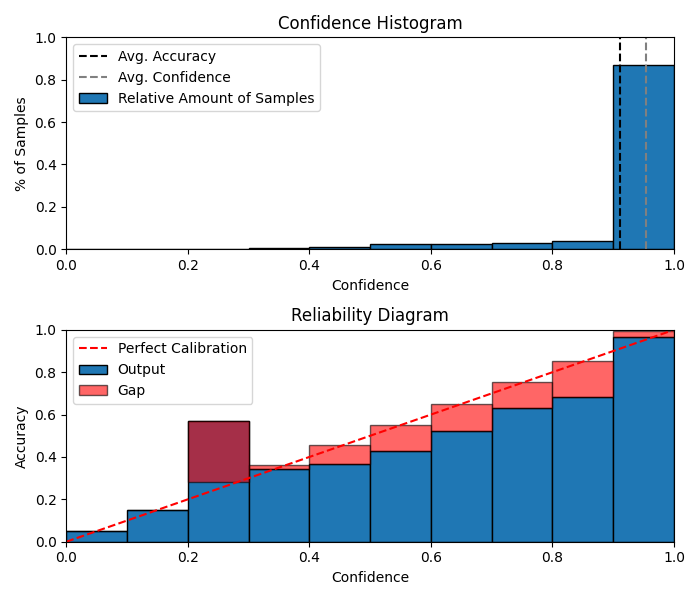 Confidence Histogram
1.0
0.8
0.6
0.4
0.2
0.0
% of Samples
Avg. Accuracy
Avg. Confidence
Relative Amount of Samples
0.0 0.2 0.4 0.6 0.8 1.0
Confidence
Reliability Diagram
1.0
0.8
0.6
0.4
0.2
0.0
Accuracy
Perfect Calibration
Output
Gap
0.0 0.2 0.4 0.6 0.8 1.0
Confidence